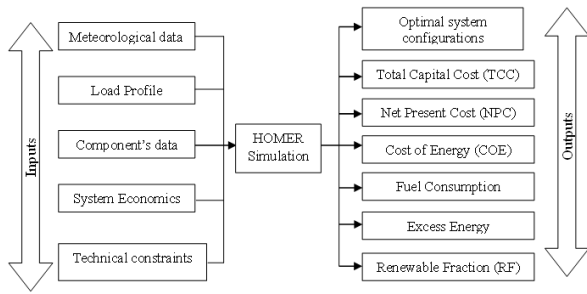 Inputs
Meteorological data
Load Profile
Component's data
System Economics
Technical constraints
HOMER
Simulation
Optimal system
configurations
Total Capital Cost (TCC)
Net Present Cost (NPC)
Cost of Energy (COE)
Fuel Consumption
Excess Energy
Renewable Fraction (RF)
Outputs